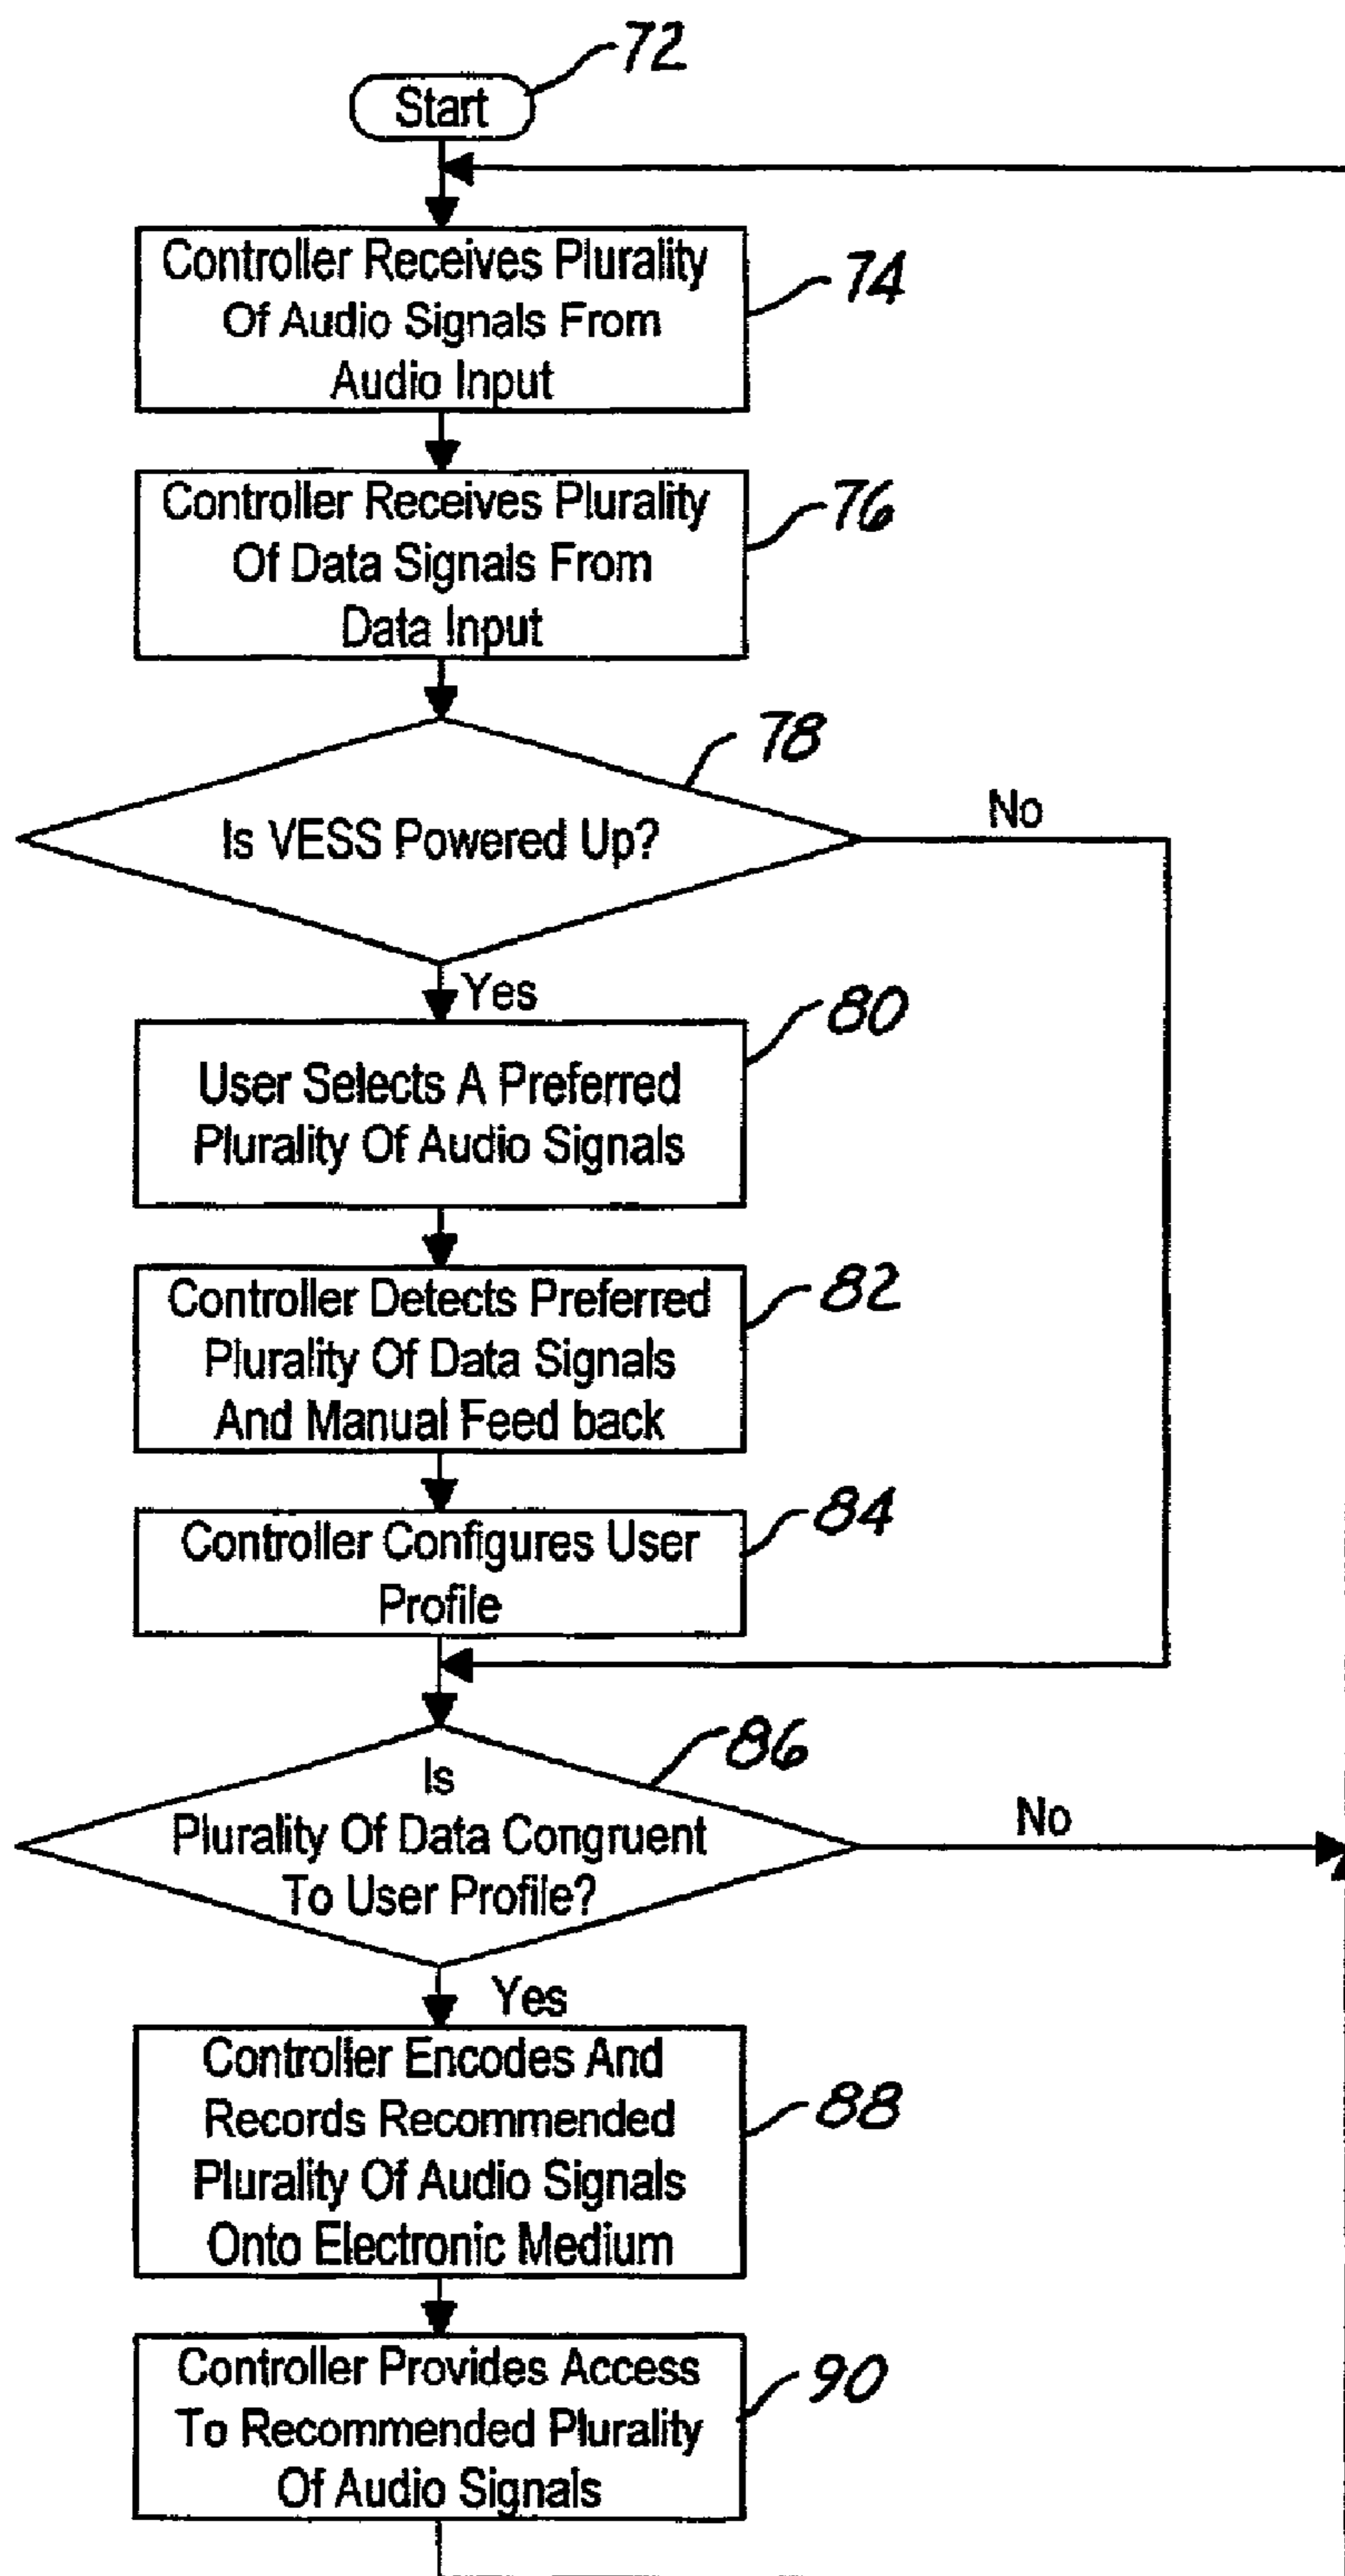 72
Start
Controller Receives Plurality
Of Audio Signals From
Audio Input
74
Controller Receives Plurality
Of Data Signals From
Data Input
76
78
Is VESS Powered Up?
No
Yes
80
User Selects A Preferred
Plurality Of Audio Signals
Controller Detects Preferred
Plurality Of Data Signals
And Manual Feed back
82
Controller Configures User
Profile
84
86
Is
Plurality Of Data Congruent
To User Profile?
No
Yes
Controller Encodes And
Records Recommended
Plurality Of Audio Signals
Onto Electronic Medium
88
Controller Provides Access
To Recommended Plurality
Of Audio Signals
90